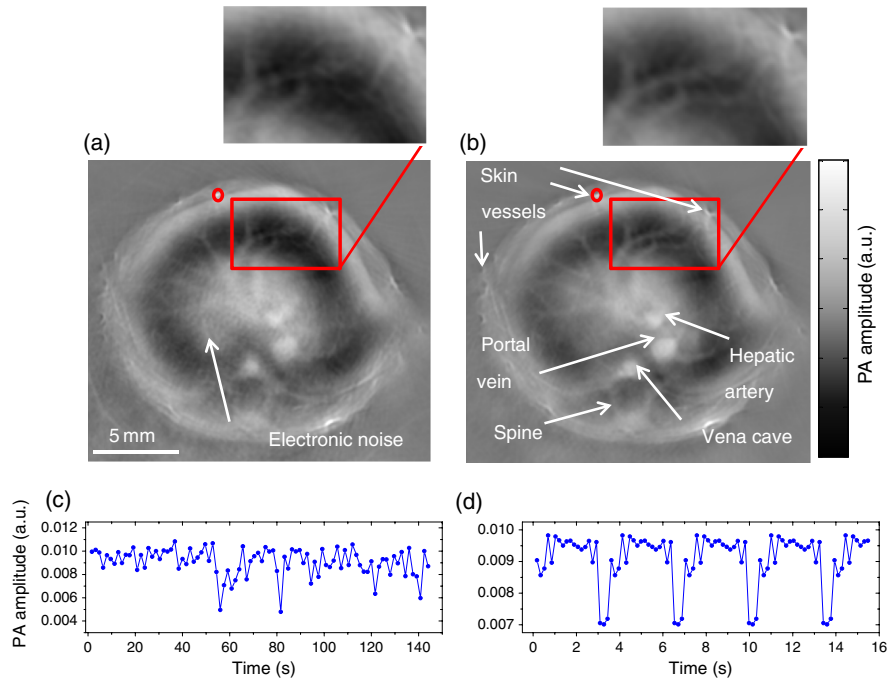 (a)
(b)
Skin
vessels
Portal
vein
Hepatic
artery
Spine
Vena cave
5 mm
Electronic noise
PA amplitude (a.u.)
(c)
PA amplitude (a.u.)
0.012
0.010
0.008
0.006
0.004
0 20 40 60 80 100 120 140
Time (s)
(d)
0.010
0.009
0.008
0.007
0 2 4 6 8 10 12 14 16
Time (s)